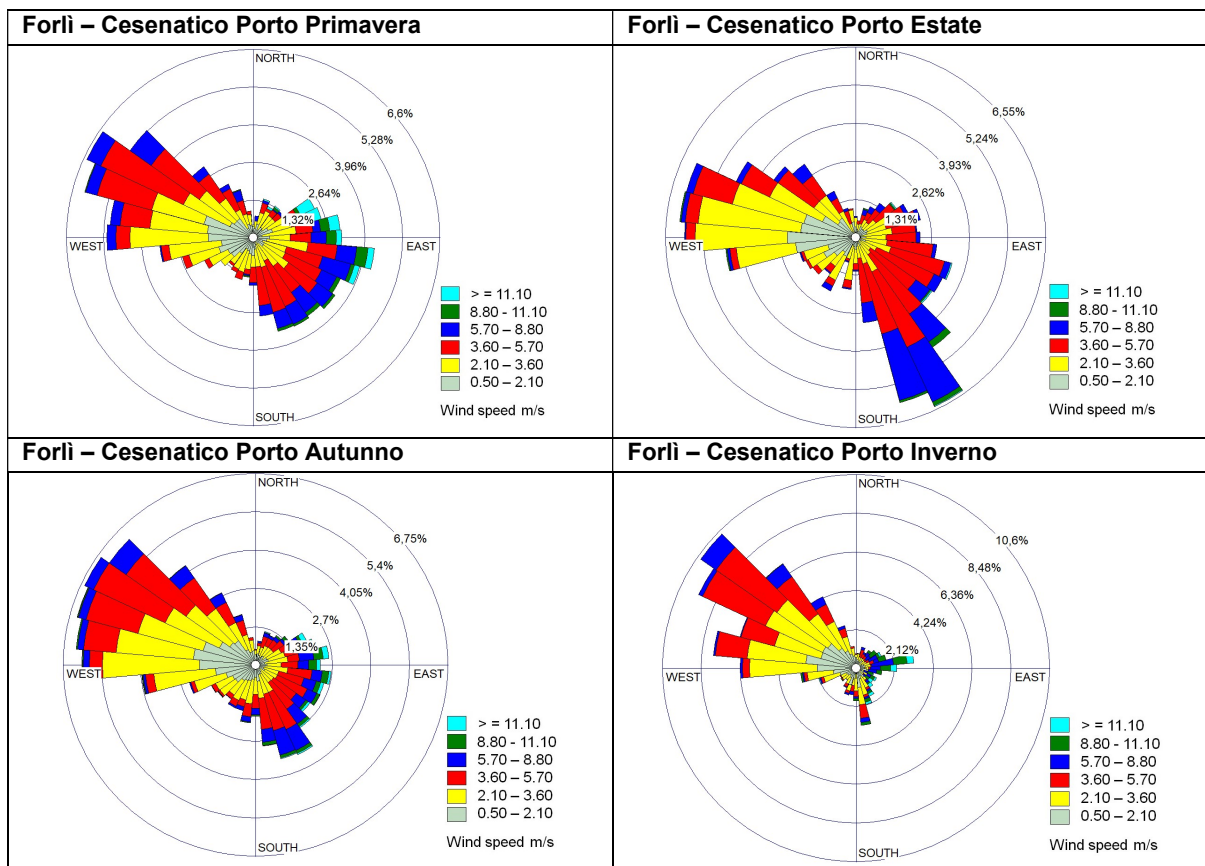 Forlì – Cesenatico Porto Primavera
NORTH
6,6%
5,28%
3,96%
2,64%
1,32%
WEST
EAST
SOUTH
> = 11.10
8.80 - 11.10
5.70 – 8.80
3.60 – 5.70
2.10 – 3.60
0.50 – 2.10
Wind speed m/s
Forlì – Cesenatico Porto Estate
NORTH
6,55%
5,24%
3,93%
2,62%
1,31%
WEST
EAST
SOUTH
> = 11.10
8.80 - 11.10
5.70 – 8.80
3.60 – 5.70
2.10 – 3.60
0.50 – 2.10
Wind speed m/s
Forlì – Cesenatico Porto Autunno
NORTH
6,75%
5,4%
4,05%
2,7%
1,35%
WEST
EAST
SOUTH
> = 11.10
8.80 - 11.10
5.70 – 8.80
3.60 – 5.70
2.10 – 3.60
0.50 – 2.10
Wind speed m/s
Forlì – Cesenatico Porto Inverno
NORTH
10,6%
8,48%
6,36%
4,24%
2,12%
WEST
EAST
SOUTH
> = 11.10
8.80 - 11.10
5.70 – 8.80
3.60 – 5.70
2.10 – 3.60
0.50 – 2.10
Wind speed m/s